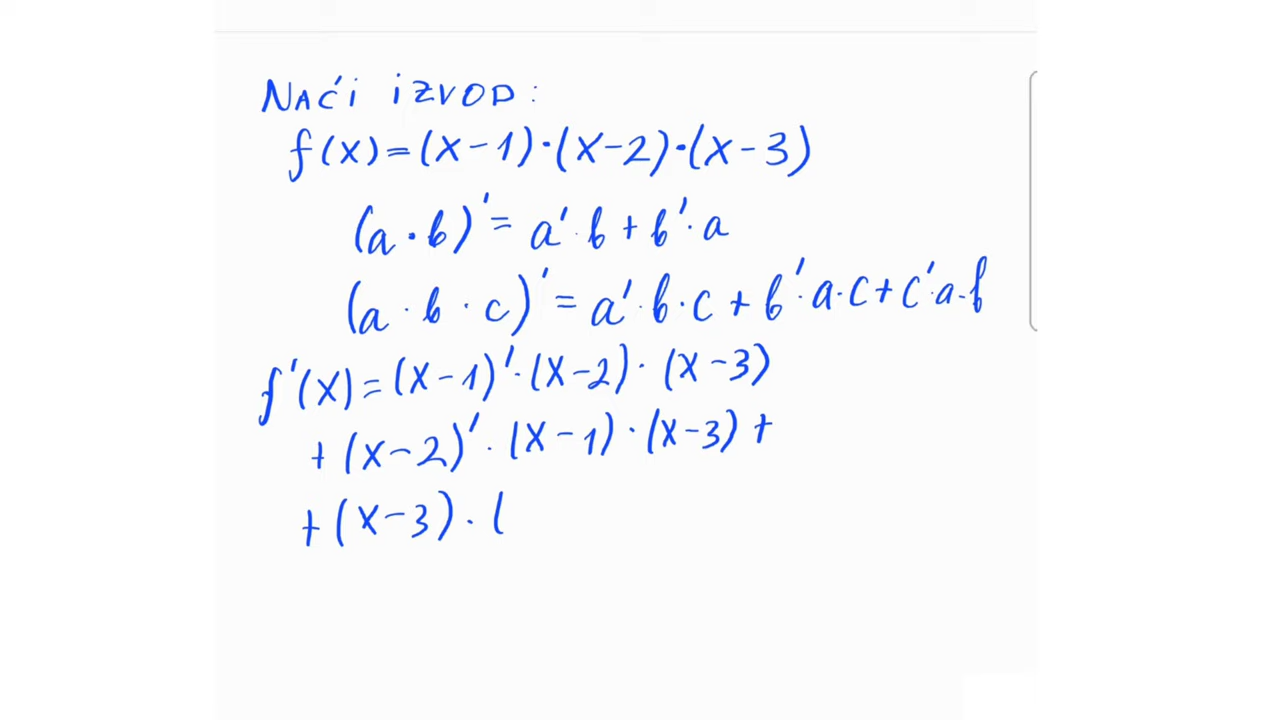 NAĆI IZVOD:
f(x)=(x-1)·(x-2)·(x-3)
(a·b)'= a'·b+b'·a
(a·b·c)'= a'·b·c+b'·a·c+c'·a·b
f'(x)=(x-1)'·(x-2)·(x-3)
+(x-2)'·(x-1)·(x-3)+
+(x-3)·(